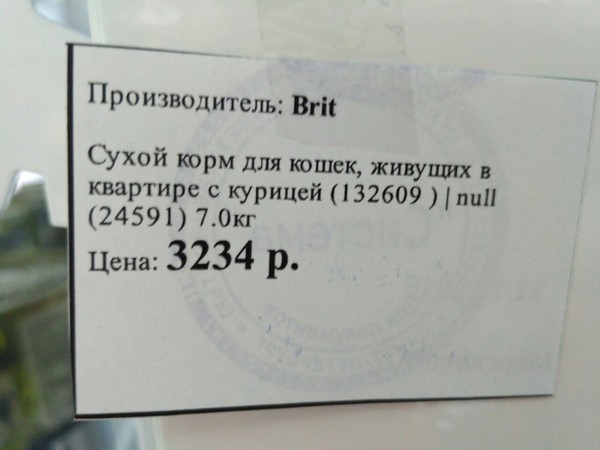 Производитель: Brit
Сухой корм для кошек, живущих в
квартире с курицей (132609 ) | null
(24591) 7.0кг
Цена: 3234 р.